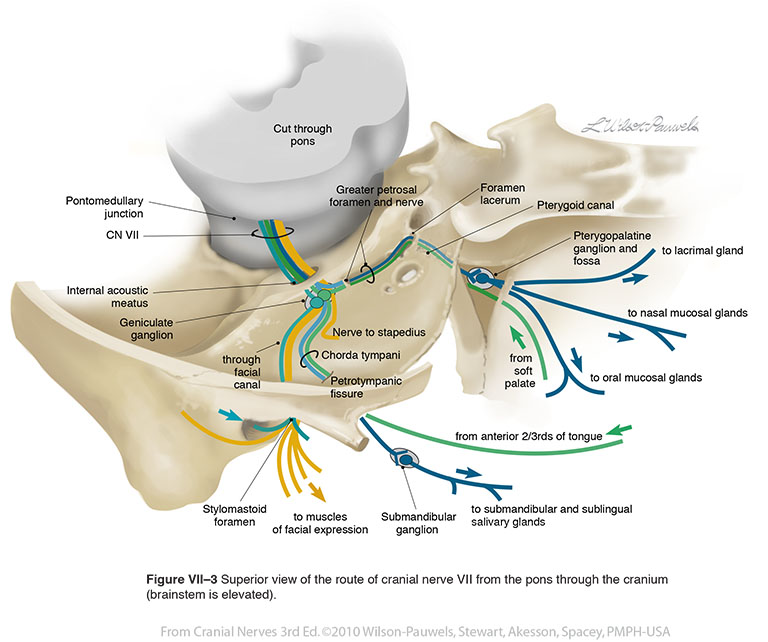 L. Wilson-Pauwels
Cut through
pons
Greater petrosal
foramen and nerve
Foramen
lacerum
Pterygoid canal
Pontomedullary
junction
CN VII
Pterygopalatine
ganglion and
fossa
to lacrimal gland
Internal acoustic
meatus
Geniculate
ganglion
to nasal mucosal glands
Nerve to stapedius
through
facial
canal
Chorda tympani
Petrotympanic
fissure
from
soft
palate
to oral mucosal glands
from anterior 2/3rds of tongue
Stylomastoid
foramen
to muscles
of facial expression
Submandibular
ganglion
to submandibular and sublingual
salivary glands
Figure VII–3 Superior view of the route of cranial nerve VII from the pons through the cranium
(brainstem is elevated).
From Cranial Nerves 3rd Ed. ©2010 Wilson-Pauwels, Stewart, Akesson, Spacey, PMPH-USA